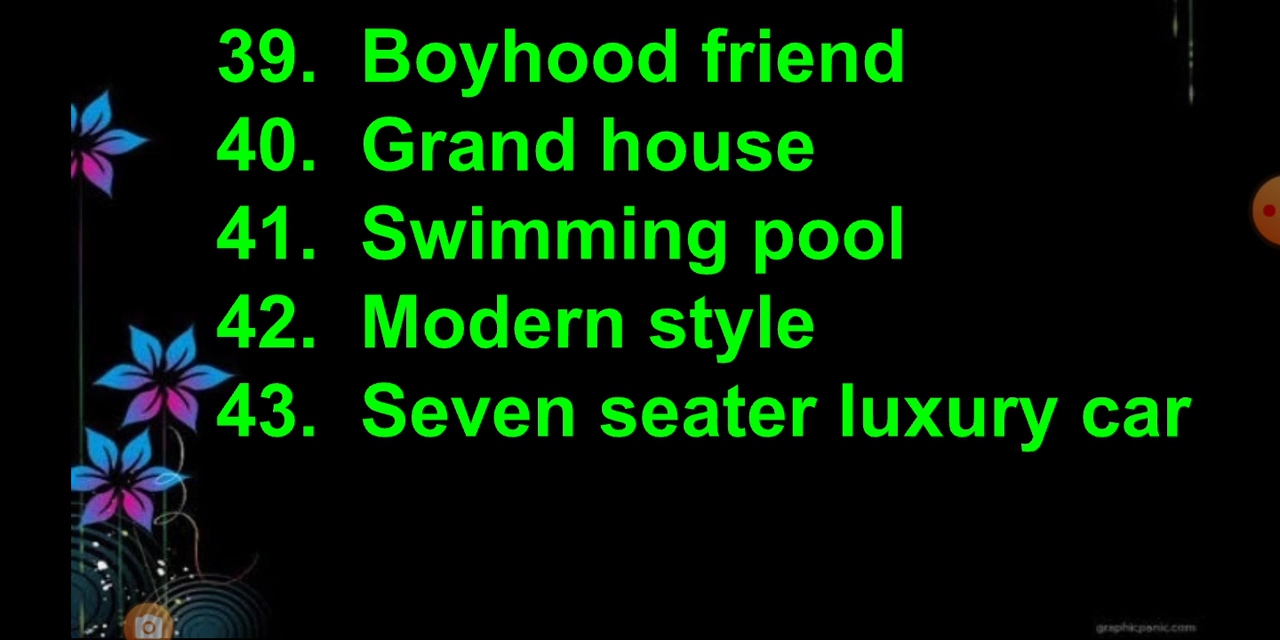 39. Boyhood friend
40. Grand house
41. Swimming pool
42. Modern style
43. Seven seater luxury car
graphicpanic.com